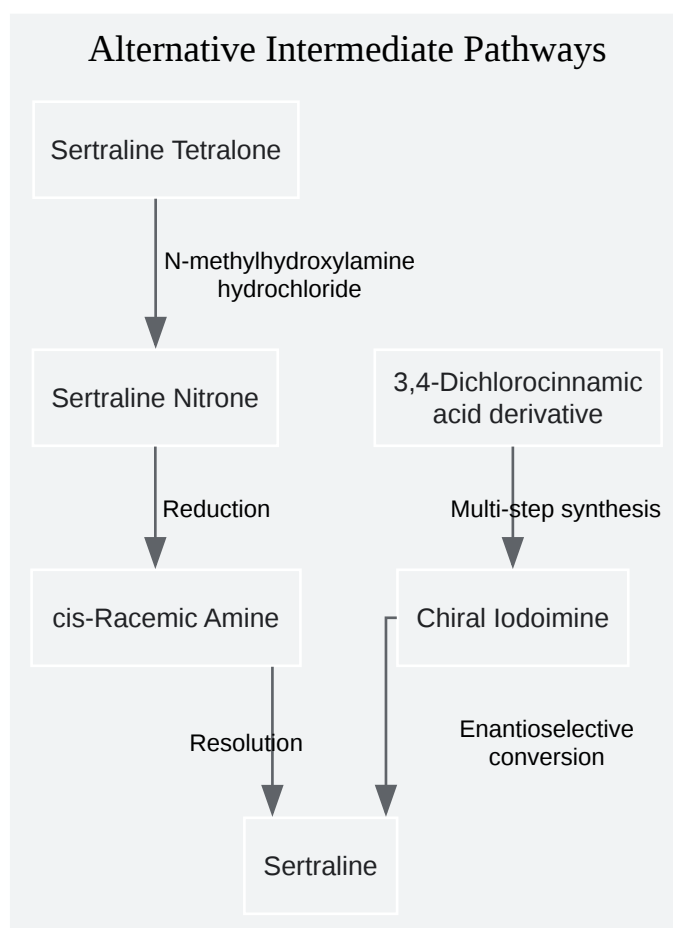 Alternative Intermediate Pathways
Sertraline Tetralone
N-methylhydroxylamine
hydrochloride
Sertraline Nitrone
3,4-Dichlorocinnamic
acid derivative
Reduction
Multi-step synthesis
cis-Racemic Amine
Chiral Iodoimine
Resolution
Enantioselective
conversion
Sertraline